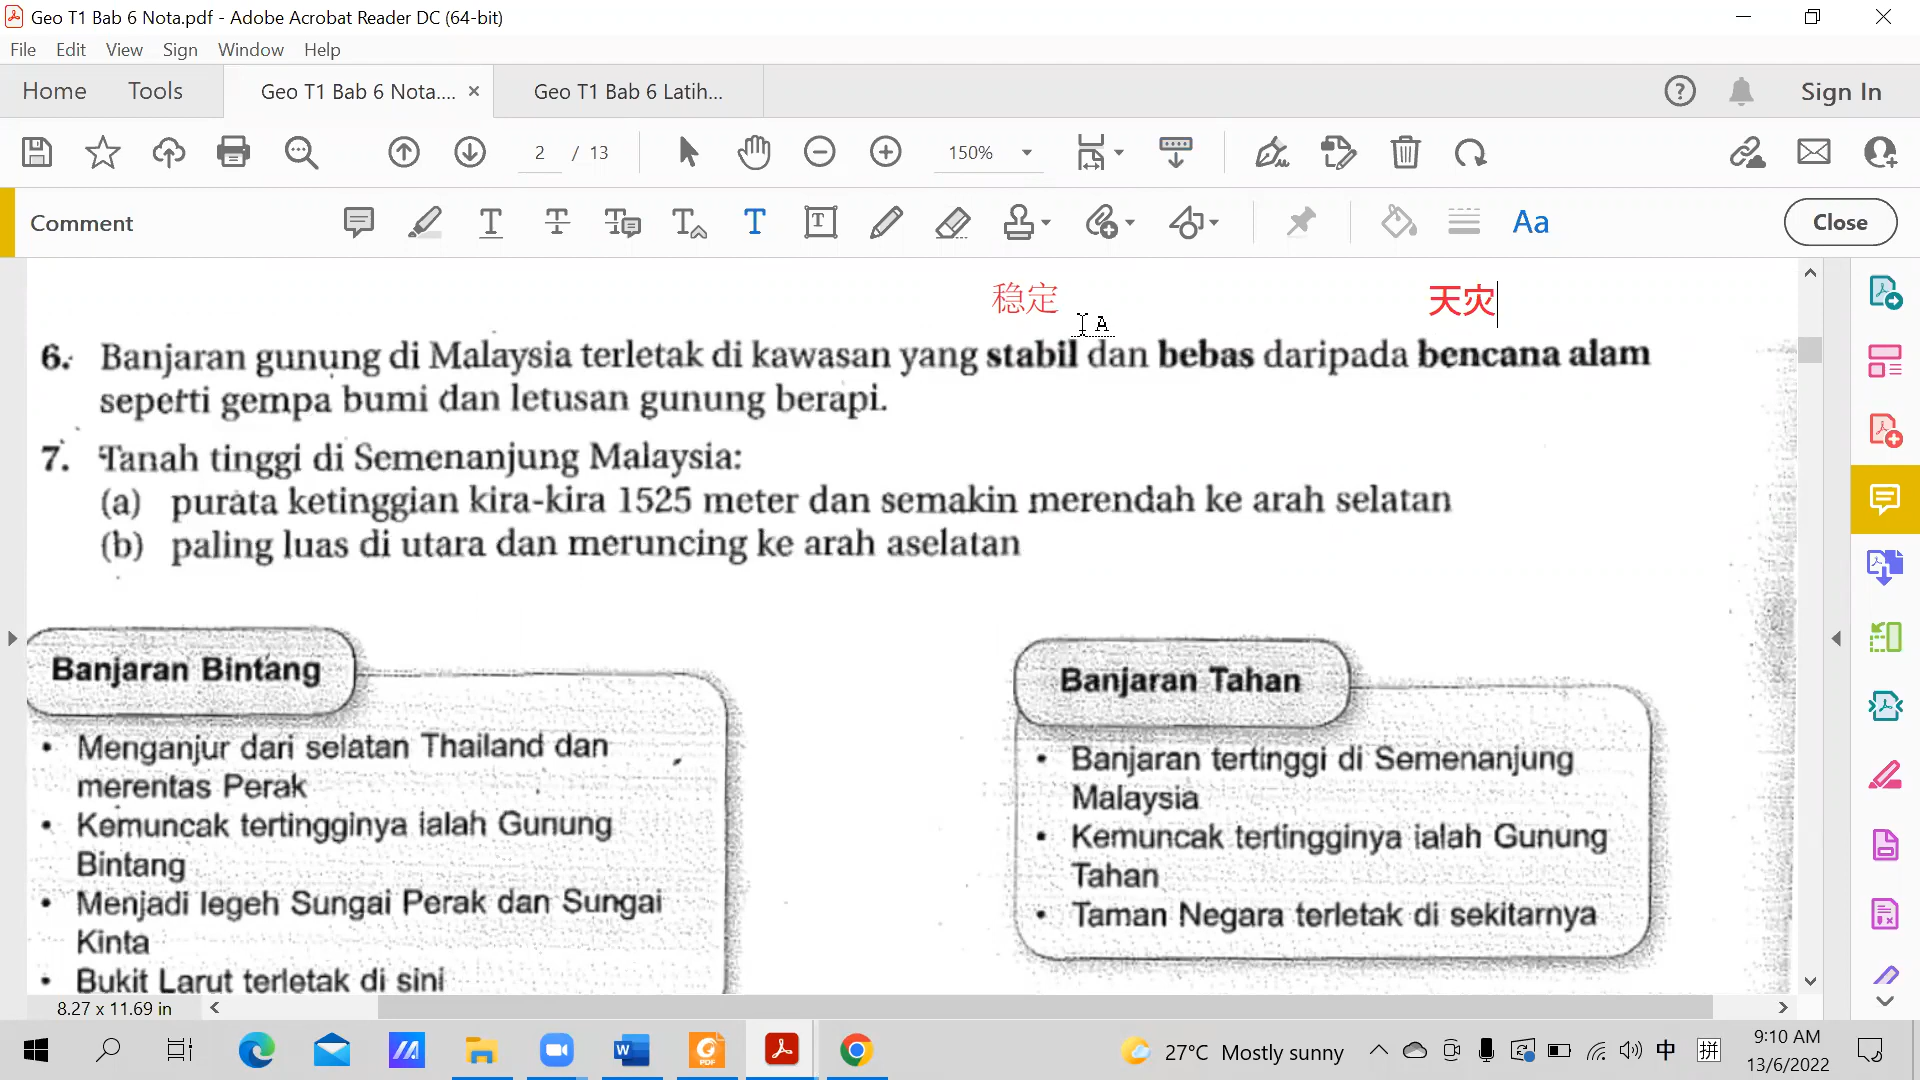 Geo T1 Bab 6 Nota.pdf - Adobe Acrobat Reader DC (64-bit)
File Edit View Sign Window Help
Home Tools Geo T1 Bab 6 Nota.... × Geo T1 Bab 6 Latih... Sign In
2 / 13 150%
Comment Aa Close
稳定 天灾
6. Banjaran gunung di Malaysia terletak di kawasan yang stabil dan bebas daripada bencana alam
seperti gempa bumi dan letusan gunung berapi.
7. Tanah tinggi di Semenanjung Malaysia:
(a) purata ketinggian kira-kira 1525 meter dan semakin merendah ke arah selatan
(b) paling luas di utara dan meruncing ke arah aselatan
Banjaran Bintang
• Menganjur dari selatan Thailand dan
merentas Perak
• Kemuncak tertingginya ialah Gunung
Bintang
• Menjadi legeh Sungai Perak dan Sungai
Kinta
• Bukit Larut terletak di sini
Banjaran Tahan
• Banjaran tertinggi di Semenanjung
Malaysia
• Kemuncak tertingginya ialah Gunung
Tahan
• Taman Negara terletak di sekitarnya
8.27 x 11.69 in
27°C Mostly sunny 中 拼 9:10 AM
13/6/2022